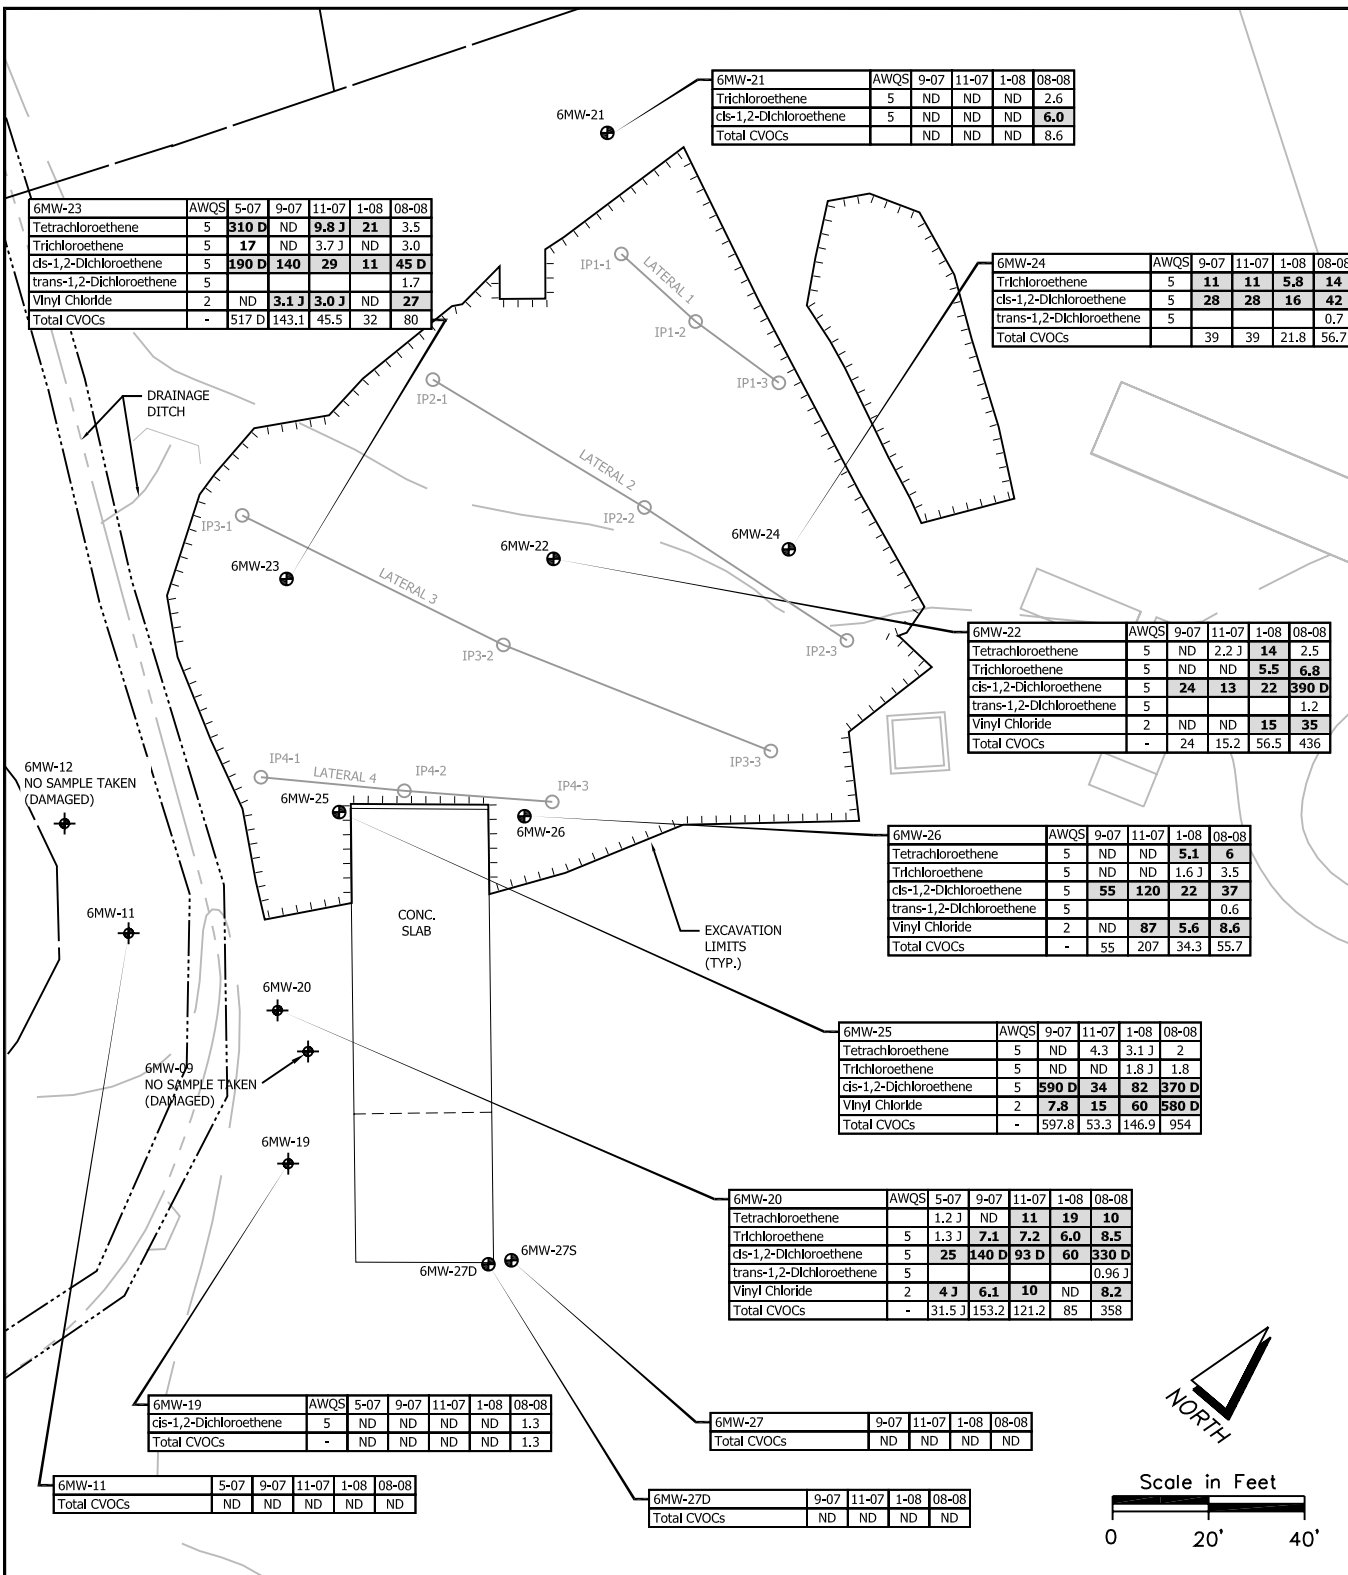 6MW-21 AWQS 9-07 11-07 1-08 08-08
Trichloroethene 5 ND ND ND 2.6
cis-1,2-Dichloroethene 5 ND ND ND 6.0
Total CVOCs ND ND ND 8.6
6MW-21
6MW-23 AWQS 5-07 9-07 11-07 1-08 08-08
Tetrachloroethene 5 310 D ND 9.8 J 21 3.5
Trichloroethene 5 17 ND 3.7 J ND 3.0
cis-1,2-Dichloroethene 5 190 D 140 29 11 45 D
trans-1,2-Dichloroethene 5 1.7
Vinyl Chloride 2 ND 3.1 J 3.0 J ND 27
Total CVOCs - 517 D 143.1 45.5 32 80
6MW-24 AWQS 9-07 11-07 1-08 08-08
Trichloroethene 5 11 11 5.8 14
cis-1,2-Dichloroethene 5 28 28 16 42
trans-1,2-Dichloroethene 5 0.7
Total CVOCs 39 39 21.8 56.7
IP1-1
LATERAL 1
IP1-2
IP1-3
IP2-1
LATERAL 2
IP2-2
IP2-3
DRAINAGE
DITCH
IP3-1
LATERAL 3
IP3-2
IP3-3
6MW-23
6MW-22
6MW-24
6MW-22 AWQS 9-07 11-07 1-08 08-08
Tetrachloroethene 5 ND 2.2 J 14 2.5
Trichloroethene 5 ND ND 5.5 6.8
cis-1,2-Dichloroethene 5 24 13 22 390 D
trans-1,2-Dichloroethene 5 1.2
Vinyl Chloride 2 ND ND 15 35
Total CVOCs - 24 15.2 56.5 436
IP4-1
LATERAL 4
IP4-2
IP4-3
6MW-12
NO SAMPLE TAKEN
(DAMAGED)
6MW-25
6MW-26
6MW-26 AWQS 9-07 11-07 1-08 08-08
Tetrachloroethene 5 ND ND 5.1 6
Trichloroethene 5 ND ND 1.6 J 3.5
cis-1,2-Dichloroethene 5 55 120 22 37
trans-1,2-Dichloroethene 5 0.6
Vinyl Chloride 2 ND 87 5.6 8.6
Total CVOCs - 55 207 34.3 55.7
6MW-11
CONC.
SLAB
EXCAVATION
LIMITS
(TYP.)
6MW-20
6MW-09
NO SAMPLE TAKEN
(DAMAGED)
6MW-25 AWQS 9-07 11-07 1-08 08-08
Tetrachloroethene 5 ND 4.3 3.1 J 2
Trichloroethene 5 ND ND 1.8 J 1.8
cis-1,2-Dichloroethene 5 590 D 34 82 370 D
Vinyl Chloride 2 7.8 15 60 580 D
Total CVOCs - 597.8 53.3 146.9 954
6MW-19
6MW-20 AWQS 5-07 9-07 11-07 1-08 08-08
Tetrachloroethene 1.2 J ND 11 19 10
Trichloroethene 5 1.3 J 7.1 7.2 6.0 8.5
cis-1,2-Dichloroethene 5 25 140 D 93 D 60 330 D
trans-1,2-Dichloroethene 5 0.96 J
Vinyl Chloride 2 4 J 6.1 10 ND 8.2
Total CVOCs - 31.5 J 153.2 121.2 85 358
6MW-27D
6MW-27S
6MW-19 AWQS 5-07 9-07 11-07 1-08 08-08
cis-1,2-Dichloroethene 5 ND ND ND ND 1.3
Total CVOCs - ND ND ND ND 1.3
6MW-27 9-07 11-07 1-08 08-08
Total CVOCs ND ND ND ND
6MW-11 5-07 9-07 11-07 1-08 08-08
Total CVOCs ND ND ND ND ND
6MW-27D 9-07 11-07 1-08 08-08
Total CVOCs ND ND ND ND
NORTH
Scale in Feet
0 20' 40'